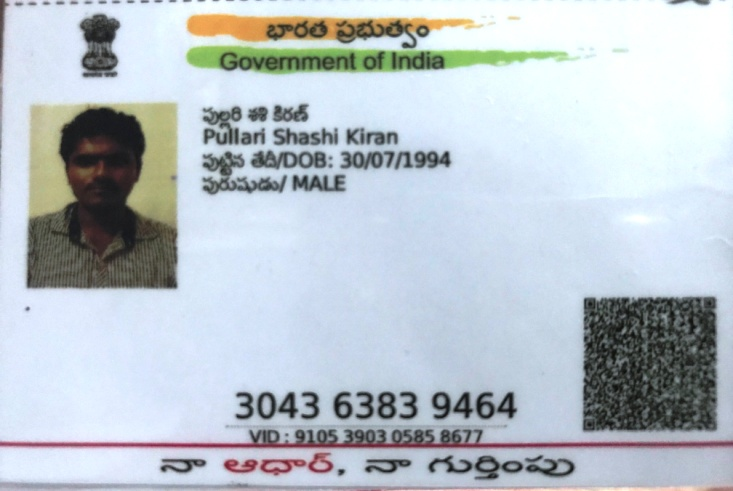 భారత ప్రభుత్వం
Government of India
పుల్లరి శశి కిరణ్
Pullari Shashi Kiran
పుట్టిన తేదీ/DOB: 30/07/1994
పురుషుడు/ MALE
3043 6383 9464
VID : 9105 3903 0585 8677
నా ఆధార్, నా గుర్తింపు